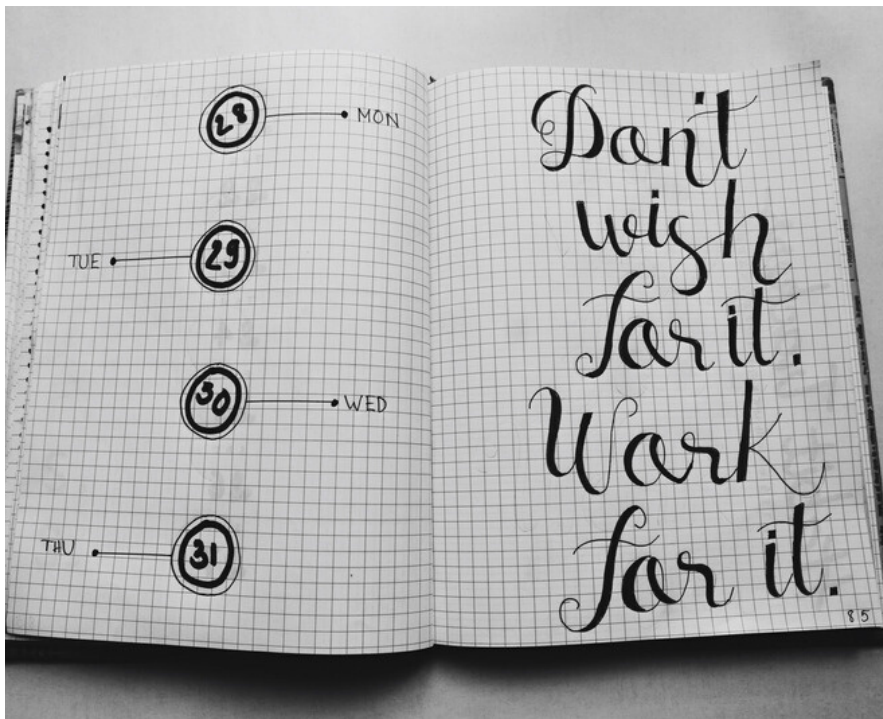 28 MON
TUE 29
30 WED
THU 31
Don't
wish
for it.
Work
for it.
85